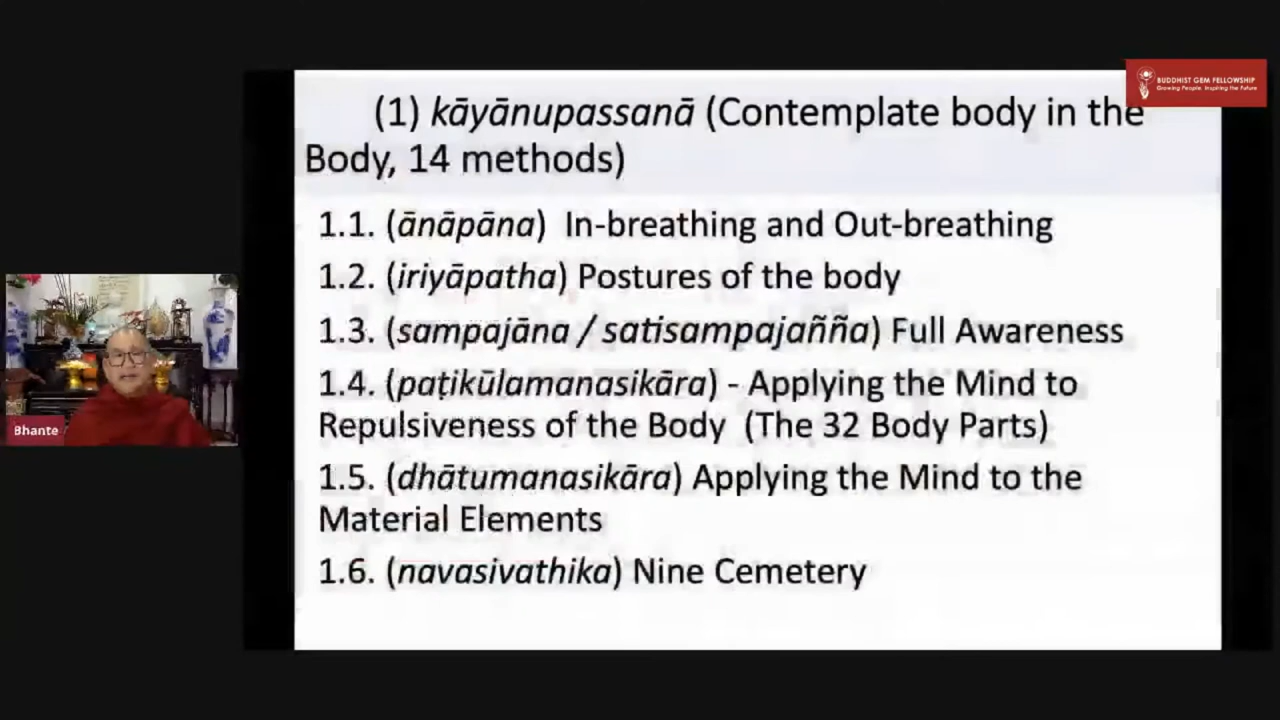 BUDDHIST GEM FELLOWSHIP
Growing People. Inspiring the Future
(1) kāyānupassanā (Contemplate body in the
Body, 14 methods)
1.1. (ānāpāna) In-breathing and Out-breathing
1.2. (iriyāpatha) Postures of the body
1.3. (sampajāna / satisampajañña) Full Awareness
1.4. (paṭikūlamanasikāra) - Applying the Mind to
Repulsiveness of the Body (The 32 Body Parts)
1.5. (dhātumanasikāra) Applying the Mind to the
Material Elements
1.6. (navasivathika) Nine Cemetery
Bhante